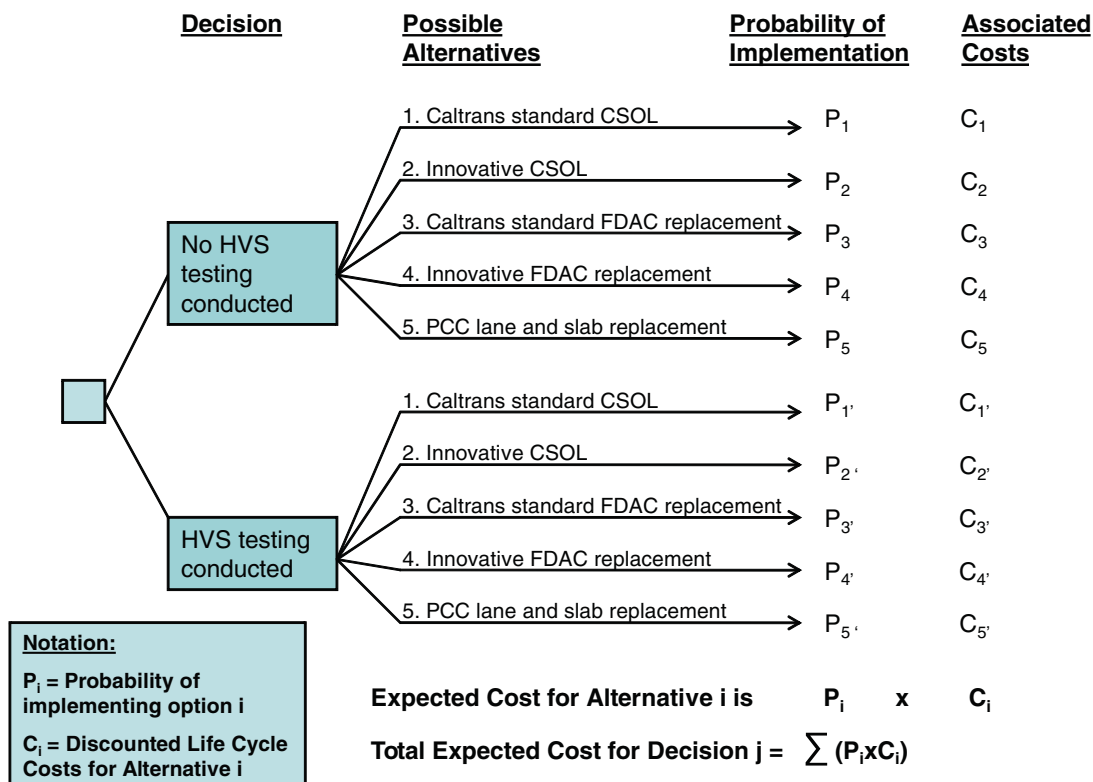 Decision
Possible Alternatives
Probability of Implementation
Associated Costs
No HVS
testing
conducted
1. Caltrans standard CSOL P₁ C₁
2. Innovative CSOL P₂ C₂
3. Caltrans standard FDAC replacement P₃ C₃
4. Innovative FDAC replacement P₄ C₄
5. PCC lane and slab replacement P₅ C₅
HVS testing
conducted
1. Caltrans standard CSOL P₁’ C₁’
2. Innovative CSOL P₂‘ C₂’
3. Caltrans standard FDAC replacement P₃’ C₃’
4. Innovative FDAC replacement P₄’ C₄’
5. PCC lane and slab replacement P₅‘ C₅’
Notation:
Pᵢ = Probability of
implementing option i
Cᵢ = Discounted Life Cycle
Costs for Alternative i
Expected Cost for Alternative i is Pᵢ x Cᵢ
Total Expected Cost for Decision j = ∑ (PᵢxCᵢ)